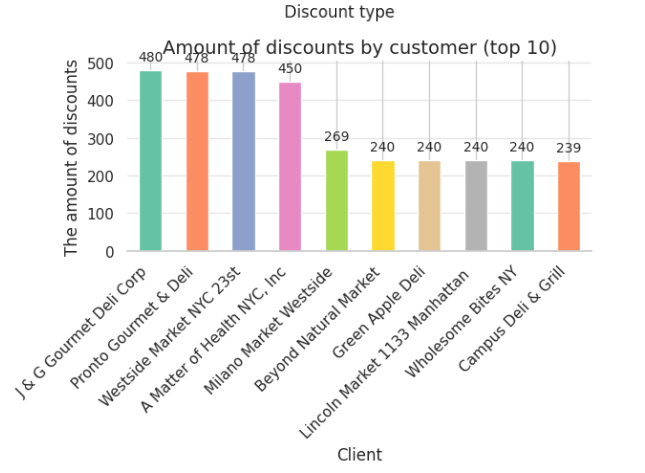 Discount type
Amount of discounts by customer (top 10)
The amount of discounts
500
400
300
200
100
0
480
478
478
450
269
240
240
240
240
239
J & G Gourmet Deli Corp
Pronto Gourmet & Deli
Westside Market NYC 23st
A Matter of Health NYC, Inc
Milano Market Westside
Beyond Natural Market
Green Apple Deli
Lincoln Market 1133 Manhattan
Wholesome Bites NY
Campus Deli & Grill
Client